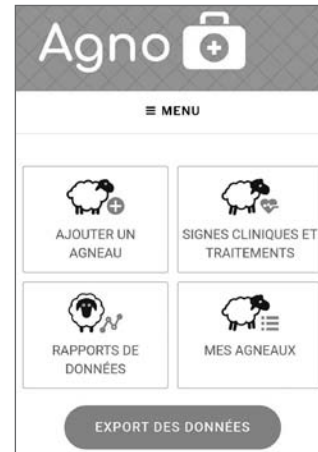 Agno
≡ MENU
AJOUTER UN
AGNEAU
SIGNES CLINIQUES ET
TRAITEMENTS
RAPPORTS DE
DONNÉES
MES AGNEAUX
EXPORT DES DONNÉES